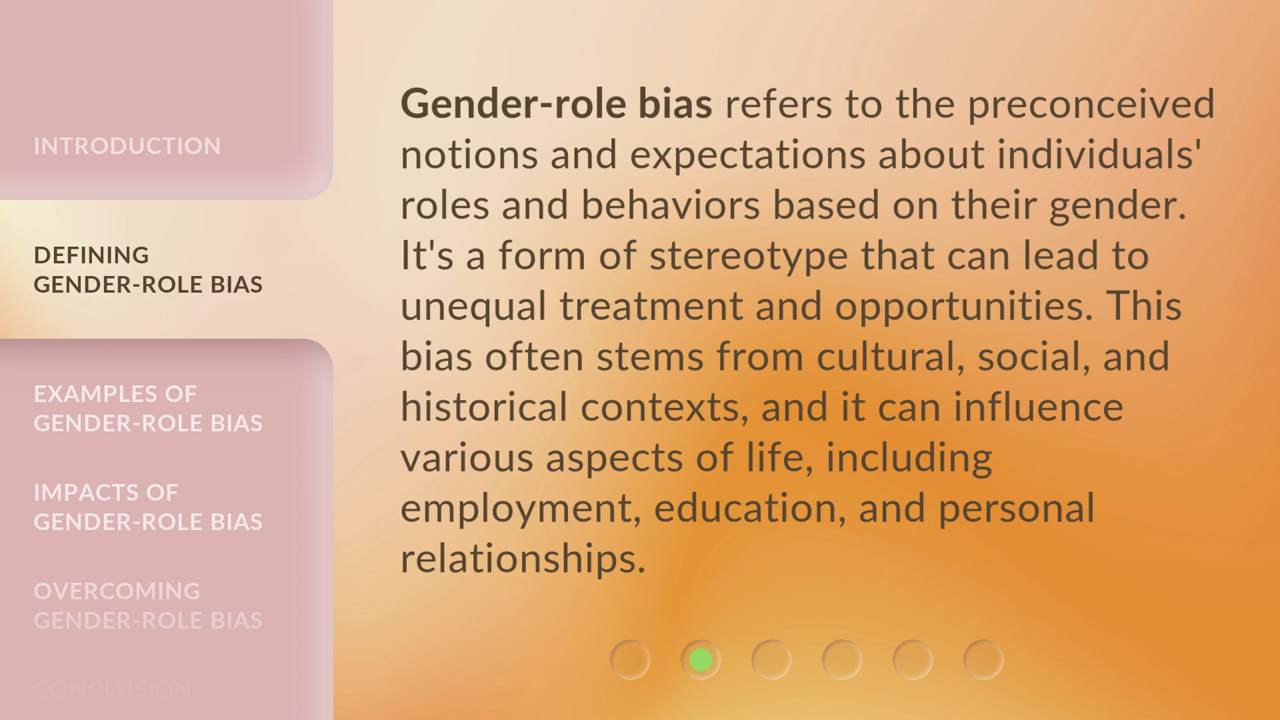 INTRODUCTION
DEFINING
GENDER-ROLE BIAS
EXAMPLES OF
GENDER-ROLE BIAS
IMPACTS OF
GENDER-ROLE BIAS
OVERCOMING
GENDER-ROLE BIAS
CONCLUSION
Gender-role bias refers to the preconceived
notions and expectations about individuals'
roles and behaviors based on their gender.
It's a form of stereotype that can lead to
unequal treatment and opportunities. This
bias often stems from cultural, social, and
historical contexts, and it can influence
various aspects of life, including
employment, education, and personal
relationships.